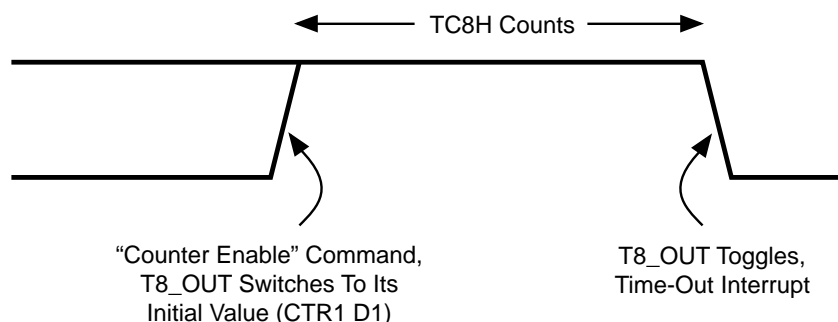 TC8H Counts
“Counter Enable” Command,
T8_OUT Switches To Its
Initial Value (CTR1 D1)
T8_OUT Toggles,
Time-Out Interrupt